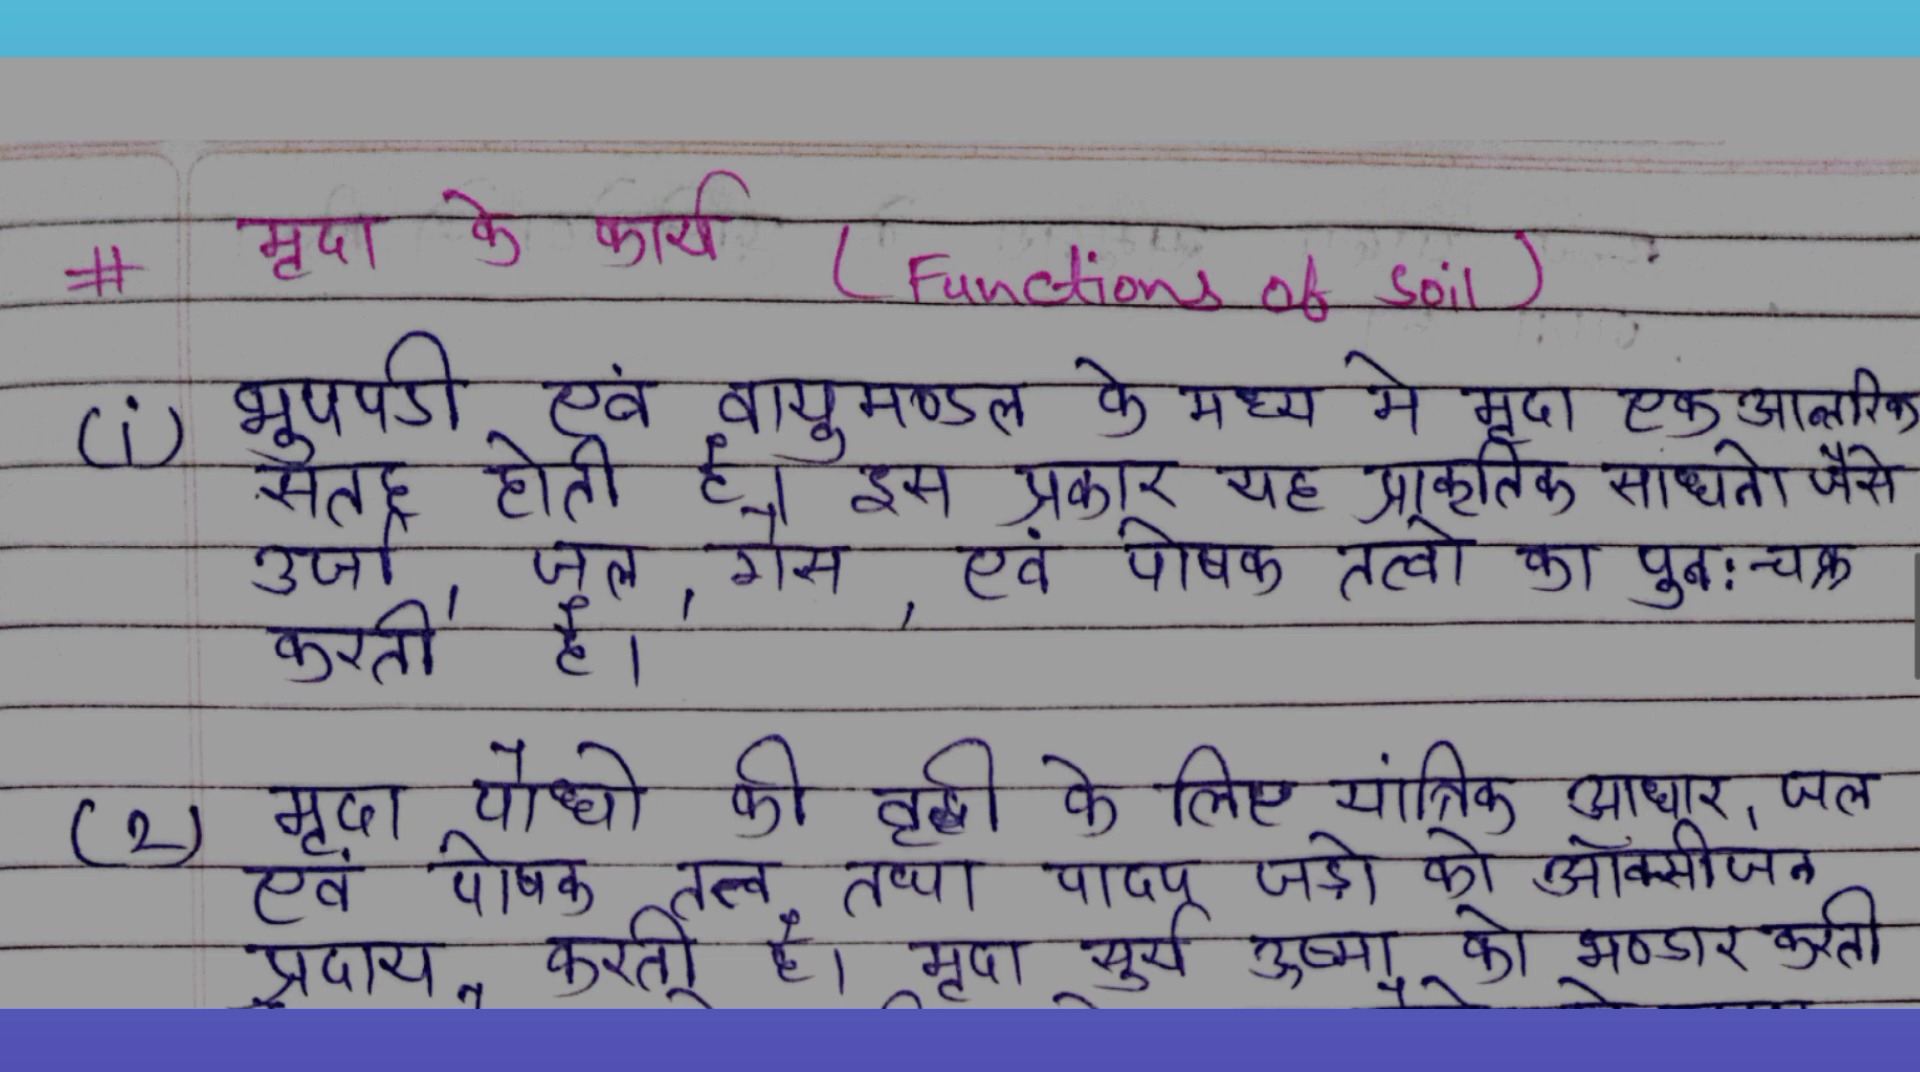 # मृदा के कार्य (Functions of soil)
(i) भूपपडी एवं वायुमण्डल के मध्य मे मृदा एक आन्तरिक
सतह होती है। इस प्रकार यह प्राकृतिक साधनो जैसे
उर्जा, जल, गैस, एवं पोषक तत्वो का पुनः चक्र
करती है।
(2) मृदा पौधो की वृद्धी के लिए यांत्रिक आधार, जल
एवं पोषक तत्व तथा पादप जड़ो को ऑक्सीजन
प्रदाय करती है। मृदा सुर्य उष्मा को भण्डार करती